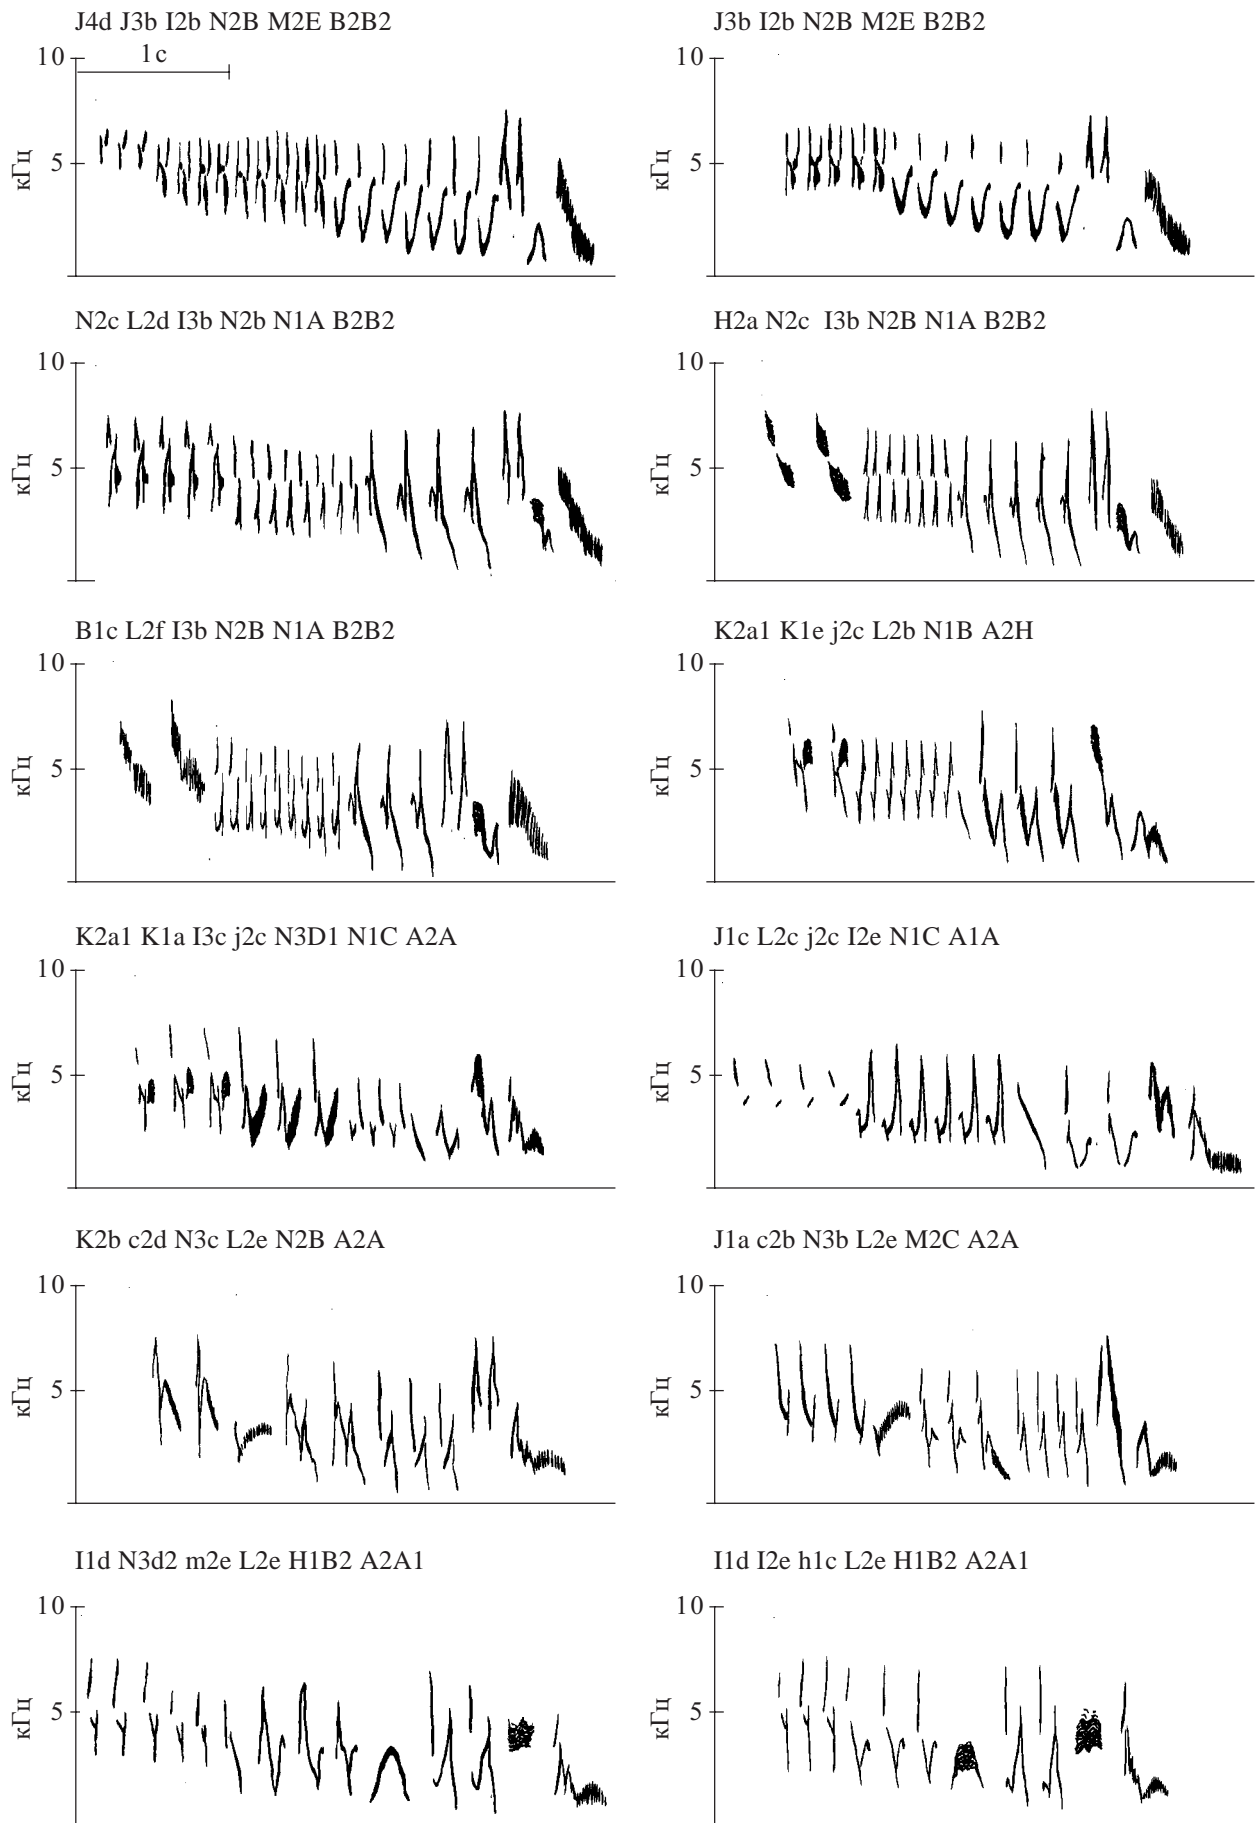 J4d J3b I2b N2B M2E B2B2
J3b I2b N2B M2E B2B2
10
1c
5
кГц
10
5
кГц
N2c L2d I3b N2b N1A B2B2
H2a N2c I3b N2B N1A B2B2
10
5
кГц
10
5
кГц
B1c L2f I3b N2B N1A B2B2
K2a1 K1e j2c L2b N1B A2H
10
5
кГц
10
5
кГц
K2a1 K1a I3c j2c N3D1 N1C A2A
J1c L2c j2c I2e N1C A1A
10
5
кГц
10
5
кГц
K2b c2d N3c L2e N2B A2A
J1a c2b N3b L2e M2C A2A
10
5
кГц
10
5
кГц
I1d N3d2 m2e L2e H1B2 A2A1
I1d I2e h1c L2e H1B2 A2A1
10
5
кГц
10
5
кГц